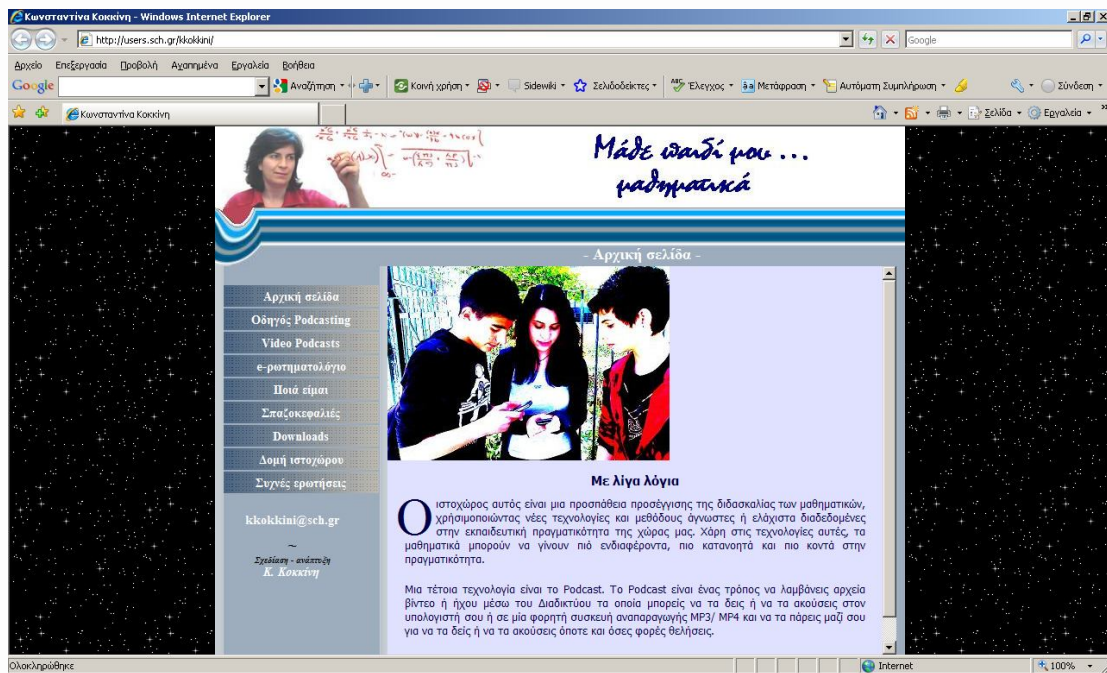 Κωνσταντίνα Κοκκίνη - Windows Internet Explorer
http://users.sch.gr/kkokkini/
Google
Αρχείο Επεξεργασία Προβολή Αγαπημένα Εργαλεία Βοήθεια
Google Αναζήτηση Κοινή χρήση Sidewiki Σελιδοδείκτες Έλεγχος Μετάφραση Αυτόματη Συμπλήρωση Σύνδεση
Κωνσταντίνα Κοκκίνη Σελίδα Εργαλεία
Μάθε παιδί μου ...
μαθηματικά
- Αρχική σελίδα -
Αρχική σελίδα
Οδηγός Podcasting
Video Podcasts
e-ρωτηματολόγιο
Ποιά είμαι
Σπαζοκεφαλιές
Downloads
Δομή ιστοχώρου
Συχνές ερωτήσεις
kkokkini@sch.gr
~
Σχεδίαση - ανάπτυξη
Κ. Κοκκίνη
Με λίγα λόγια
Ο ιστοχώρος αυτός είναι μια προσπάθεια προσέγγισης της διδασκαλίας των μαθηματικών,
χρήσιμοποιώντας νέες τεχνολογίες και μεθόδους άγνωστες ή ελάχιστα διαδεδομένες
στην εκπαιδευτική πραγματικότητα της χώρας μας. Χάρη στις τεχνολογίες αυτές, τα
μαθηματικά μπορούν να γίνουν πιό ενδιαφέροντα, πιο κατανοητά και πιο κοντά στην
πραγματικότητα.
Μια τέτοια τεχνολογία είναι το Podcast. Το Podcast είναι ένας τρόπος να λαμβάνεις αρχεία
βίντεο ή ήχου μέσω του Διαδικτύου τα οποία μπορείς να τα δεις ή να τα ακούσεις στον
υπολογιστή σου ή σε μία φορητή συσκευή αναπαραγωγής MP3/ MP4 και να τα πάρεις μαζί σου
για να τα δείς ή να τα ακούσεις όποτε και όσες φορές θελήσεις.
Ολοκληρώθηκε
Internet
100%